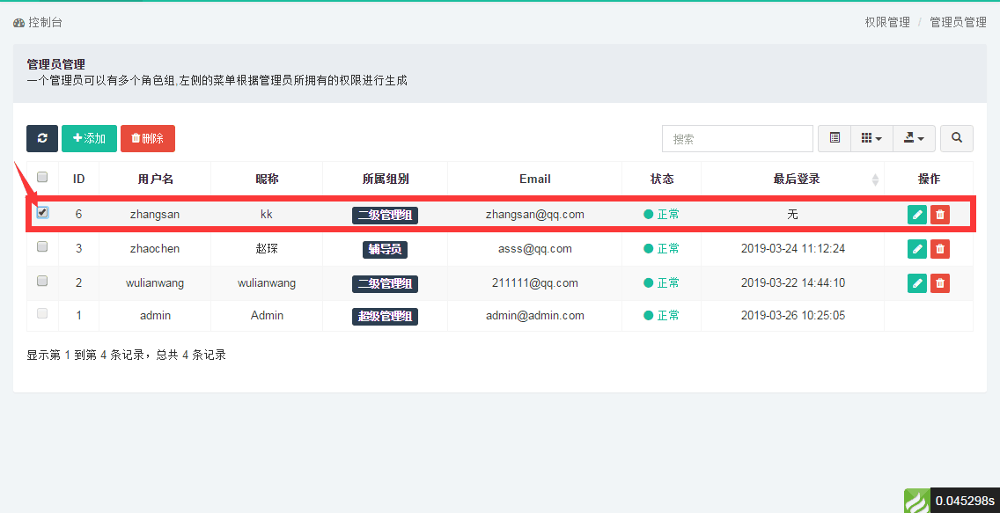 控制台
权限管理 / 管理员管理
管理员管理
一个管理员可以有多个角色组,左侧的菜单根据管理员所拥有的权限进行生成
添加 删除 搜索
ID 用户名 昵称 所属组别 Email 状态 最后登录 操作
6 zhangsan kk 二级管理组 zhangsan@qq.com 正常 无
3 zhaochen 赵琛 辅导员 asss@qq.com 正常 2019-03-24 11:12:24
2 wulianwang wulianwang 二级管理组 211111@qq.com 正常 2019-03-22 14:44:10
1 admin Admin 超级管理组 admin@admin.com 正常 2019-03-26 10:25:05
显示第 1 到第 4 条记录，总共 4 条记录
0.045298s